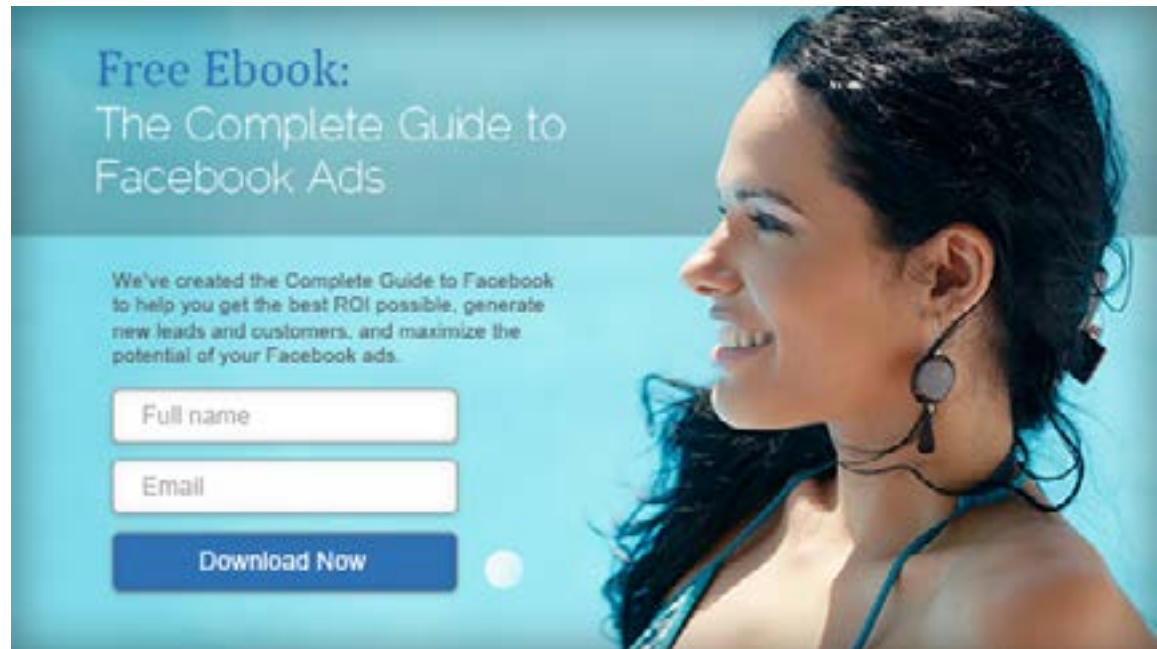 Free Ebook:
The Complete Guide to
Facebook Ads
We've created the Complete Guide to Facebook
to help you get the best ROI possible, generate
new leads and customers, and maximize the
potential of your Facebook ads.
Full name
Email
Download Now